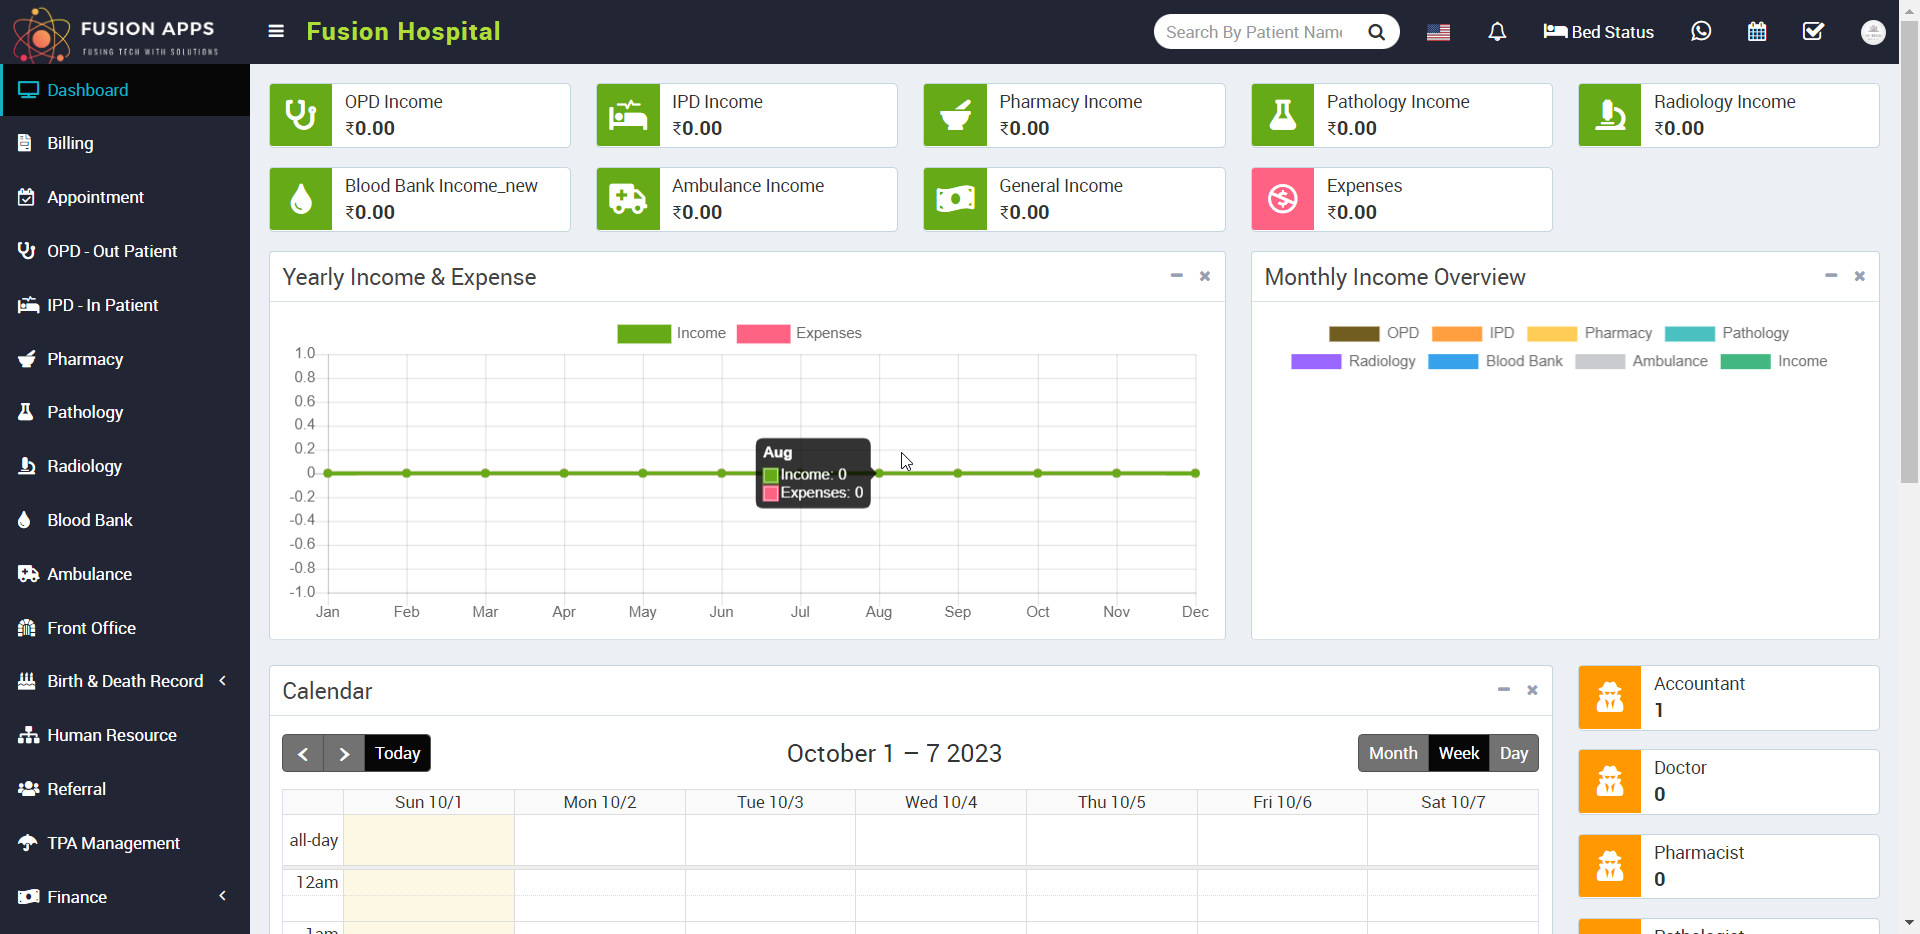 FUSION APPS
FUSING TECH WITH SOLUTIONS
Fusion Hospital
Search By Patient Nam
Bed Status
Dashboard
Billing
Appointment
OPD - Out Patient
IPD - In Patient
Pharmacy
Pathology
Radiology
Blood Bank
Ambulance
Front Office
Birth & Death Record
Human Resource
Referral
TPA Management
Finance
OPD Income
₹0.00
IPD Income
₹0.00
Pharmacy Income
₹0.00
Pathology Income
₹0.00
Radiology Income
₹0.00
Blood Bank Income_new
₹0.00
Ambulance Income
₹0.00
General Income
₹0.00
Expenses
₹0.00
Yearly Income & Expense
Income Expenses
1.0
0.8
0.6
0.4
0.2
0
-0.2
-0.4
-0.6
-0.8
-1.0
Aug
Income: 0
Expenses: 0
Jan Feb Mar Apr May Jun Jul Aug Sep Oct Nov Dec
Monthly Income Overview
OPD IPD Pharmacy Pathology
Radiology Blood Bank Ambulance Income
Calendar
Today
October 1 – 7 2023
Month Week Day
Sun 10/1 Mon 10/2 Tue 10/3 Wed 10/4 Thu 10/5 Fri 10/6 Sat 10/7
all-day
12am
1am
Accountant
1
Doctor
0
Pharmacist
0
Pathologist